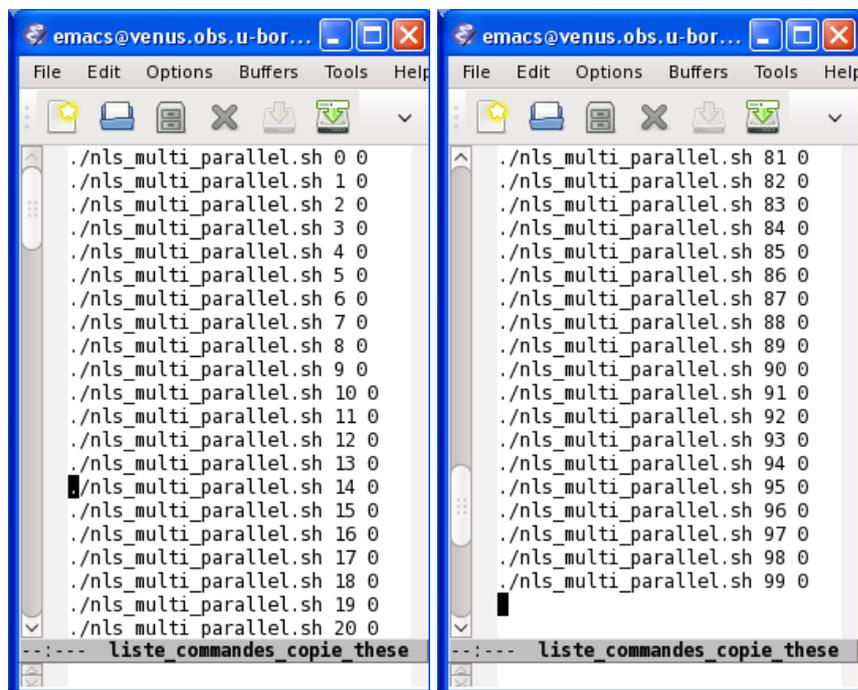 emacs@venus.obs.u-bor...
File Edit Options Buffers Tools Help
./nls_multi_parallel.sh 0 0
./nls_multi_parallel.sh 1 0
./nls_multi_parallel.sh 2 0
./nls_multi_parallel.sh 3 0
./nls_multi_parallel.sh 4 0
./nls_multi_parallel.sh 5 0
./nls_multi_parallel.sh 6 0
./nls_multi_parallel.sh 7 0
./nls_multi_parallel.sh 8 0
./nls_multi_parallel.sh 9 0
./nls_multi_parallel.sh 10 0
./nls_multi_parallel.sh 11 0
./nls_multi_parallel.sh 12 0
./nls_multi_parallel.sh 13 0
./nls_multi_parallel.sh 14 0
./nls_multi_parallel.sh 15 0
./nls_multi_parallel.sh 16 0
./nls_multi_parallel.sh 17 0
./nls_multi_parallel.sh 18 0
./nls_multi_parallel.sh 19 0
./nls_multi_parallel.sh 20 0
--:--- liste_commandes_copie_these
emacs@venus.obs.u-bor...
File Edit Options Buffers Tools Help
./nls_multi_parallel.sh 81 0
./nls_multi_parallel.sh 82 0
./nls_multi_parallel.sh 83 0
./nls_multi_parallel.sh 84 0
./nls_multi_parallel.sh 85 0
./nls_multi_parallel.sh 86 0
./nls_multi_parallel.sh 87 0
./nls_multi_parallel.sh 88 0
./nls_multi_parallel.sh 89 0
./nls_multi_parallel.sh 90 0
./nls_multi_parallel.sh 91 0
./nls_multi_parallel.sh 92 0
./nls_multi_parallel.sh 93 0
./nls_multi_parallel.sh 94 0
./nls_multi_parallel.sh 95 0
./nls_multi_parallel.sh 96 0
./nls_multi_parallel.sh 97 0
./nls_multi_parallel.sh 98 0
./nls_multi_parallel.sh 99 0
--:--- liste_commandes_copie_these